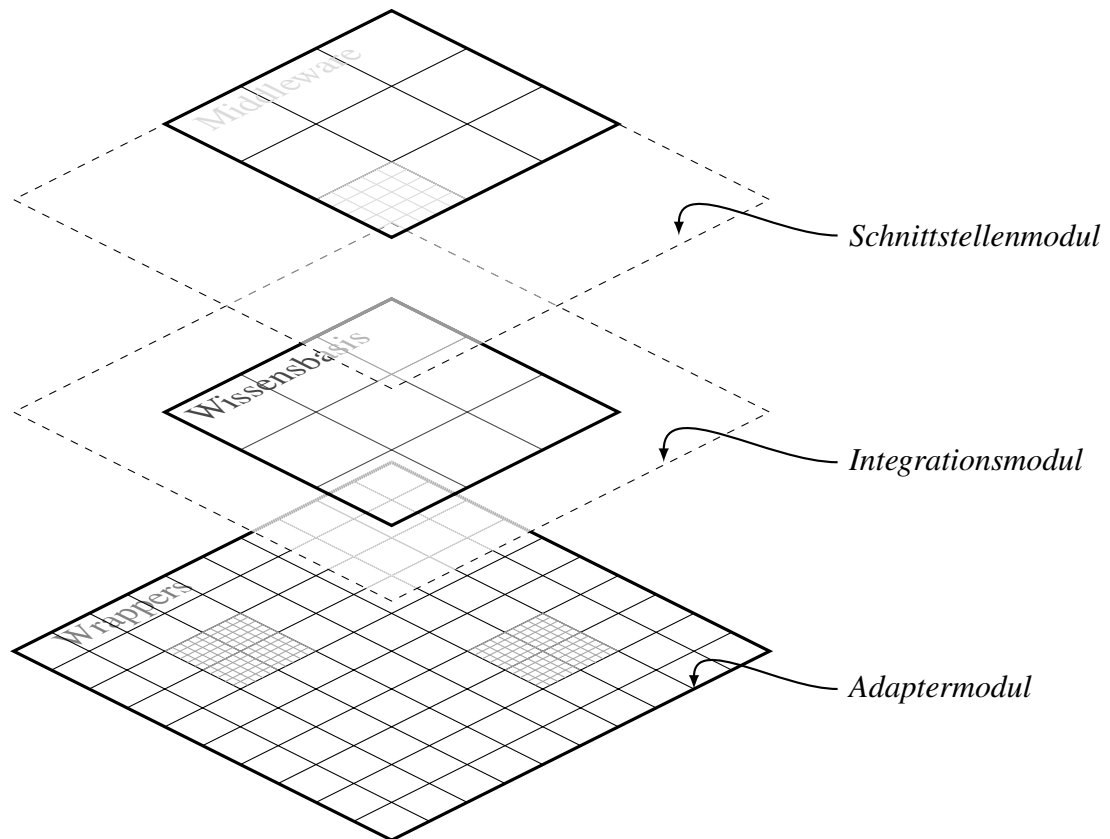 Middleware
Schnittstellenmodul
Wissensbasis
Integrationsmodul
Wrappers
Adaptermodul